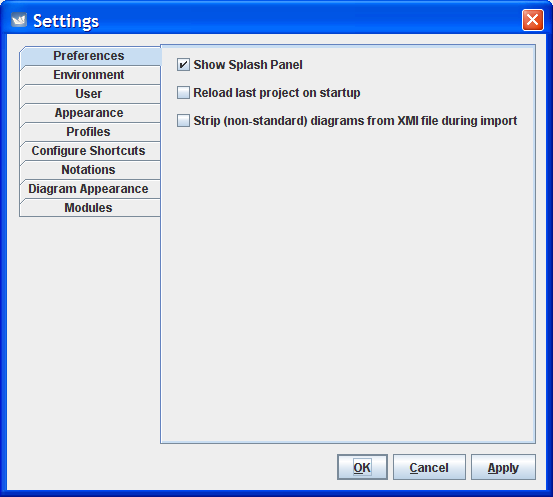 Settings
Preferences
Environment
User
Appearance
Profiles
Configure Shortcuts
Notations
Diagram Appearance
Modules
Show Splash Panel
Reload last project on startup
Strip (non-standard) diagrams from XMI file during import
OK Cancel Apply